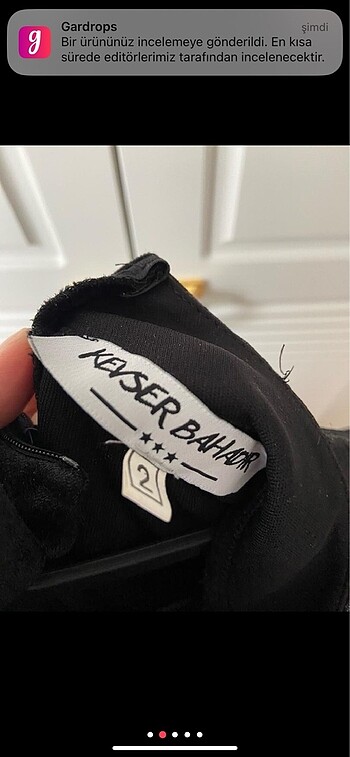 Gardrops
şimdi
Bir ürününüz incelemeye gönderildi. En kısa
sürede editörlerimiz tarafından incelenecektir.
KEVSER BAHADIR
2